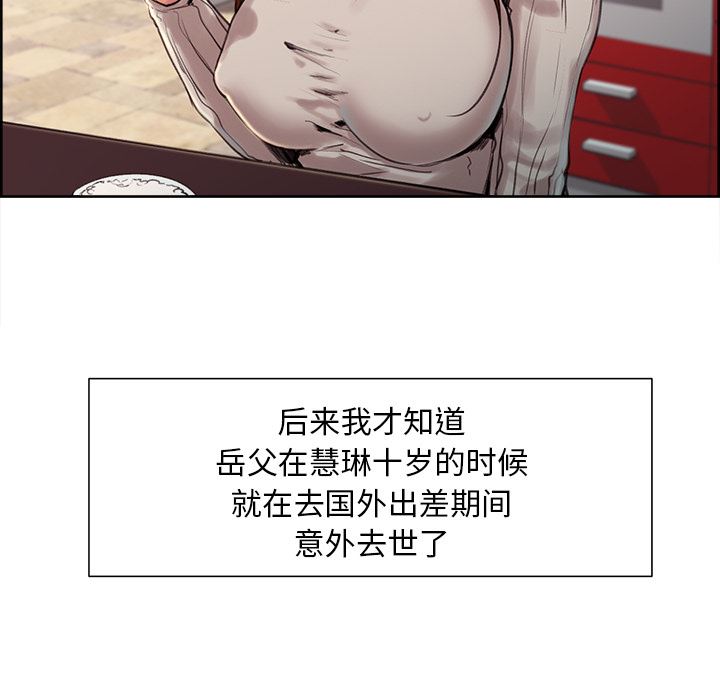 后来我才知道
岳父在慧琳十岁的时候
就在去国外出差期间
意外去世了